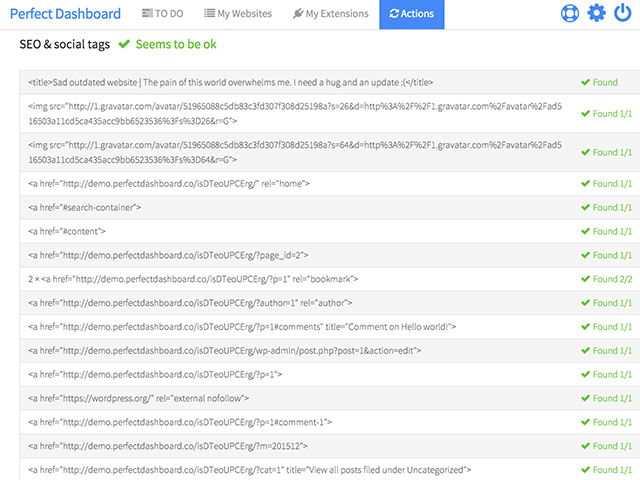 Perfect Dashboard TO DO My Websites My Extensions Actions
SEO & social tags Seems to be ok
<title>Sad outdated website | The pain of this world overwhelms me. I need a hug and an update :(</title> Found
<img src="http://1.gravatar.com/avatar/51965088c5db83c3fd307f308d25198a?s=26&d=http%3A%2F%2F1.gravatar.com%2Favatar%2Fad5
16503a11cd5ca435acc9bb6523536%3Fs%3D26&r=G"> Found 1/1
<img src="http://1.gravatar.com/avatar/51965088c5db83c3fd307f308d25198a?s=64&d=http%3A%2F%2F1.gravatar.com%2Favatar%2Fad5
16503a11cd5ca435acc9bb6523536%3Fs%3D64&r=G"> Found 1/1
<a href="http://demo.perfectdashboard.co/isDTeoUPCErg/" rel="home"> Found 1/1
<a href="#search-container"> Found 1/1
<a href="#content"> Found 1/1
<a href="http://demo.perfectdashboard.co/isDTeoUPCErg/?page_id=2"> Found 1/1
2 × <a href="http://demo.perfectdashboard.co/isDTeoUPCErg/?p=1" rel="bookmark"> Found 2/2
<a href="http://demo.perfectdashboard.co/isDTeoUPCErg/?author=1" rel="author"> Found 1/1
<a href="http://demo.perfectdashboard.co/isDTeoUPCErg/?p=1#comments" title="Comment on Hello world!"> Found 1/1
<a href="http://demo.perfectdashboard.co/isDTeoUPCErg/wp-admin/post.php?post=1&action=edit"> Found 1/1
<a href="http://demo.perfectdashboard.co/isDTeoUPCErg/?p=1"> Found 1/1
<a href="https://wordpress.org/" rel="external nofollow"> Found 1/1
<a href="http://demo.perfectdashboard.co/isDTeoUPCErg/?p=1#comment-1"> Found 1/1
<a href="http://demo.perfectdashboard.co/isDTeoUPCErg/?m=201512"> Found 1/1
<a href="http://demo.perfectdashboard.co/isDTeoUPCErg/?cat=1" title="View all posts filed under Uncategorized"> Found 1/1